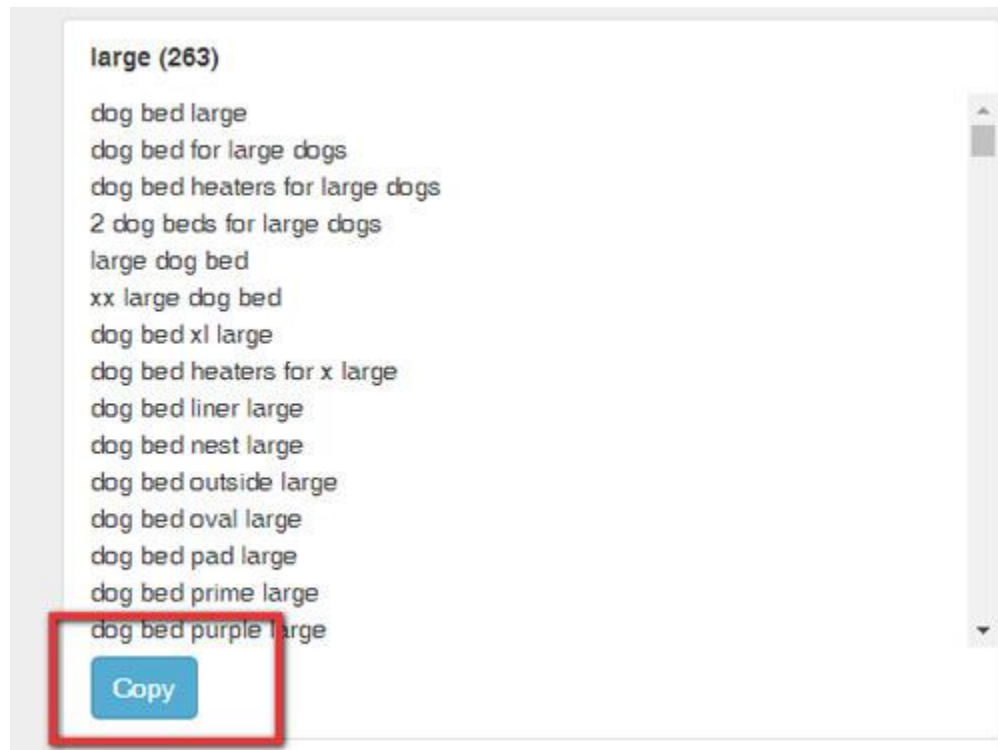 large (263)
dog bed large
dog bed for large dogs
dog bed heaters for large dogs
2 dog beds for large dogs
large dog bed
xx large dog bed
dog bed xl large
dog bed heaters for x large
dog bed liner large
dog bed nest large
dog bed outside large
dog bed oval large
dog bed pad large
dog bed prime large
dog bed purple large
Copy